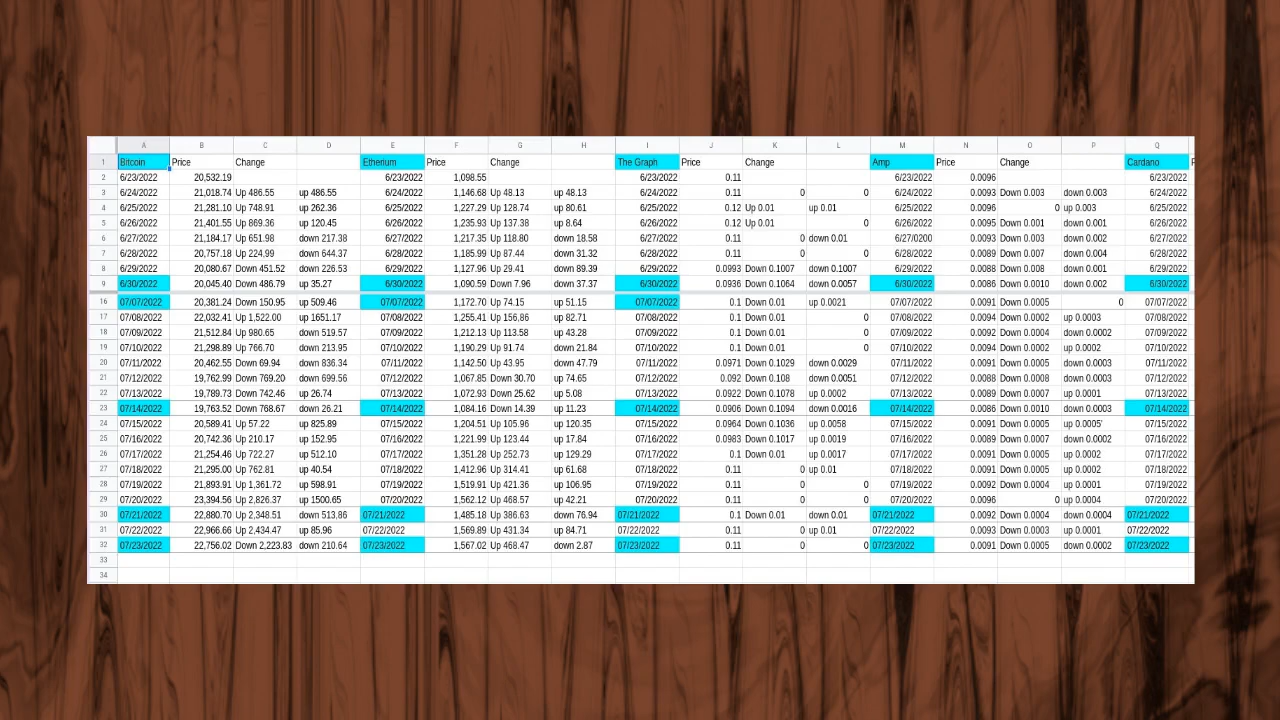 A B C D E F G H I J K L M N O P Q
1 Bitcoin Price Change Etherium Price Change The Graph Price Change Amp Price Change Cardano
2 6/23/2022 20,532.19 6/23/2022 1,098.55 6/23/2022 0.11 6/23/2022 0.0096 6/23/2022
3 6/24/2022 21,018.74 Up 486.55 up 486.55 6/24/2022 1,146.68 Up 48.13 up 48.13 6/24/2022 0.11 0 0 6/24/2022 0.0093 Down 0.003 down 0.003 6/24/2022
4 6/25/2022 21,281.10 Up 748.91 up 262.36 6/25/2022 1,227.29 Up 128.74 up 80.61 6/25/2022 0.12 Up 0.01 up 0.01 6/25/2022 0.0096 0 up 0.003 6/25/2022
5 6/26/2022 21,401.55 Up 869.36 up 120.45 6/26/2022 1,235.93 Up 137.38 up 8.64 6/26/2022 0.12 Up 0.01 0 6/26/2022 0.0095 Down 0.001 down 0.001 6/26/2022
6 6/27/2022 21,184.17 Up 651.98 down 217.38 6/27/2022 1,217.35 Up 118.80 down 18.58 6/27/2022 0.11 0 down 0.01 6/27/0200 0.0093 Down 0.003 down 0.002 6/27/2022
7 6/28/2022 20,757.18 Up 224,99 down 644.37 6/28/2022 1,185.99 Up 87.44 down 31.32 6/28/2022 0.11 0 0 6/28/2022 0.0089 Down 0.007 down 0.004 6/28/2022
8 6/29/2022 20,080.67 Down 451.52 down 226.53 6/29/2022 1,127.96 Up 29.41 down 89.39 6/29/2022 0.0993 Down 0.1007 down 0.1007 6/29/2022 0.0088 Down 0.008 down 0.001 6/29/2022
9 6/30/2022 20,045.40 Down 486.79 up 35.27 6/30/2022 1,090.59 Down 7.96 down 37.37 6/30/2022 0.0936 Down 0.1064 down 0.0057 6/30/2022 0.0086 Down 0.0010 down 0.002 6/30/2022
16 07/07/2022 20,381.24 Down 150.95 up 509.46 07/07/2022 1,172.70 Up 74.15 up 51.15 07/07/2022 0.1 Down 0.01 up 0.0021 07/07/2022 0.0091 Down 0.0005 0 07/07/2022
17 07/08/2022 22,032.41 Up 1,522.00 up 1651.17 07/08/2022 1,255.41 Up 156,86 up 82.71 07/08/2022 0.1 Down 0.01 0 07/08/2022 0.0094 Down 0.0002 up 0.0003 07/08/2022
18 07/09/2022 21,512.84 Up 980.65 down 519.57 07/09/2022 1,212.13 Up 113.58 up 43.28 07/09/2022 0.1 Down 0.01 0 07/09/2022 0.0092 Down 0.0004 down 0.0002 07/09/2022
19 07/10/2022 21,298.89 Up 766.70 down 213.95 07/10/2022 1,190.29 Up 91.74 down 21.84 07/10/2022 0.1 Down 0.01 0 07/10/2022 0.0094 Down 0.0002 up 0.0002 07/10/2022
20 07/11/2022 20,462.55 Down 69.94 down 836.34 07/11/2022 1,142.50 Up 43.95 down 47.79 07/11/2022 0.0971 Down 0.1029 down 0.0029 07/11/2022 0.0091 Down 0.0005 down 0.0003 07/11/2022
21 07/12/2022 19,762.99 Down 769.20 down 699.56 07/12/2022 1,067.85 Down 30.70 up 74.65 07/12/2022 0.092 Down 0.108 down 0.0051 07/12/2022 0.0088 Down 0.0008 down 0.0003 07/12/2022
22 07/13/2022 19,789.73 Down 742.46 up 26.74 07/13/2022 1,072.93 Down 25.62 up 5.08 07/13/2022 0.0922 Down 0.1078 up 0.0002 07/13/2022 0.0089 Down 0.0007 up 0.0001 07/13/2022
23 07/14/2022 19,763.52 Down 768.67 down 26.21 07/14/2022 1,084.16 Down 14.39 up 11.23 07/14/2022 0.0906 Down 0.1094 down 0.0016 07/14/2022 0.0086 Down 0.0010 down 0.0003 07/14/2022
24 07/15/2022 20,589.41 Up 57.22 up 825.89 07/15/2022 1,204.51 Up 105.96 up 120.35 07/15/2022 0.0964 Down 0.1036 up 0.0058 07/15/2022 0.0091 Down 0.0005 up 0.0005' 07/15/2022
25 07/16/2022 20,742.36 Up 210.17 up 152.95 07/16/2022 1,221.99 Up 123.44 up 17.84 07/16/2022 0.0983 Down 0.1017 up 0.0019 07/16/2022 0.0089 Down 0.0007 down 0.0002 07/16/2022
26 07/17/2022 21,254.46 Up 722.27 up 512.10 07/17/2022 1,351.28 Up 252.73 up 129.29 07/17/2022 0.1 Down 0.01 up 0.0017 07/17/2022 0.0091 Down 0.0005 up 0.0002 07/17/2022
27 07/18/2022 21,295.00 Up 762.81 up 40.54 07/18/2022 1,412.96 Up 314.41 up 61.68 07/18/2022 0.11 0 up 0.01 07/18/2022 0.0091 Down 0.0005 up 0.0002 07/18/2022
28 07/19/2022 21,893.91 Up 1,361.72 up 598.91 07/19/2022 1,519.91 Up 421.36 up 106.95 07/19/2022 0.11 0 0 07/19/2022 0.0092 Down 0.0004 up 0.0001 07/19/2022
29 07/20/2022 23,394.56 Up 2,826.37 up 1500.65 07/20/2022 1,562.12 Up 468.57 up 42.21 07/20/2022 0.11 0 0 07/20/2022 0.0096 0 up 0.0004 07/20/2022
30 07/21/2022 22,880.70 Up 2,348.51 down 513,86 07/21/2022 1,485.18 Up 386.63 down 76.94 07/21/2022 0.1 Down 0.01 down 0.01 07/21/2022 0.0092 Down 0.0004 down 0.0004 07/21/2022
31 07/22/2022 22,966.66 Up 2,434.47 up 85.96 07/22/2022 1,569.89 Up 431.34 up 84.71 07/22/2022 0.11 0 up 0.01 07/22/2022 0.0093 Down 0.0003 up 0.0001 07/22/2022
32 07/23/2022 22,756.02 Down 2,223.83 down 210.64 07/23/2022 1,567.02 Up 468.47 down 2.87 07/23/2022 0.11 0 0 07/23/2022 0.0091 Down 0.0005 down 0.0002 07/23/2022
33
34